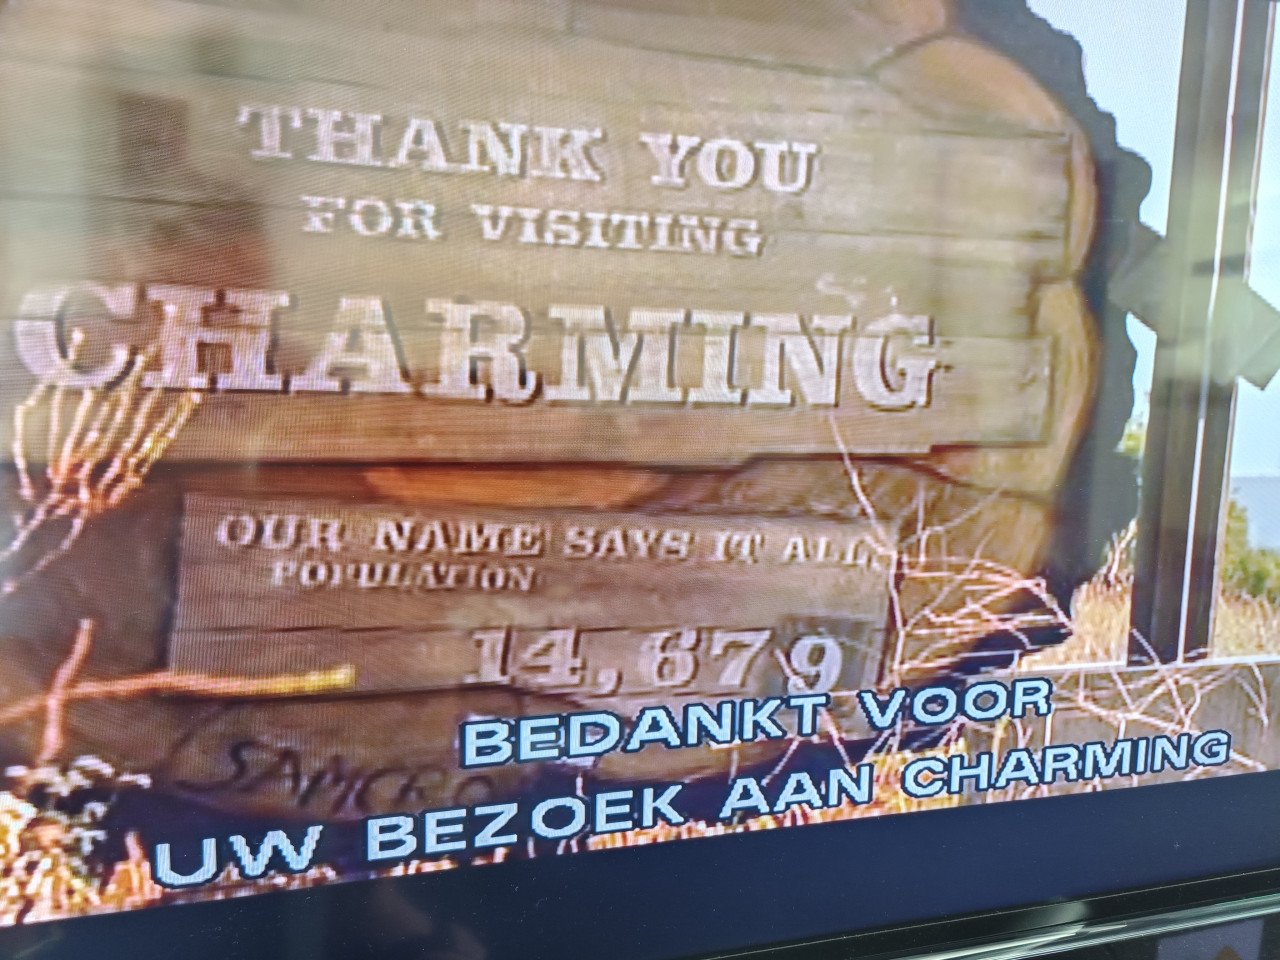 THANK YOU
FOR VISITING
CHARMING
OUR NAME SAYS IT ALL
POPULATION
14,679
SAMCRO
BEDANKT VOOR
UW BEZOEK AAN CHARMING